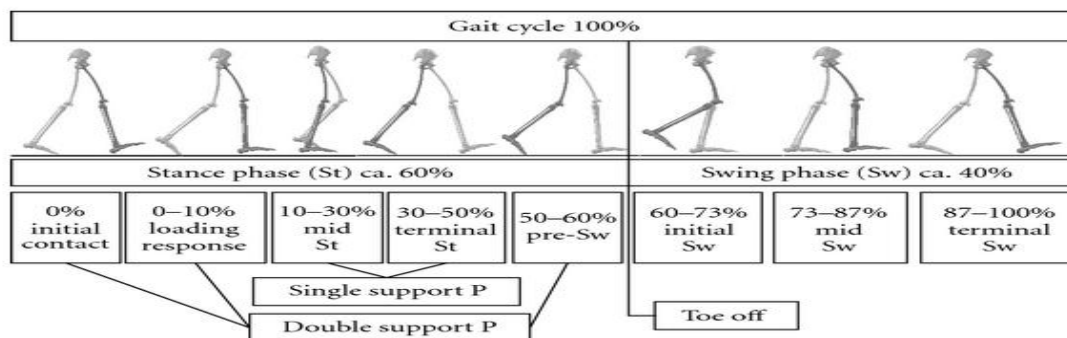 Gait cycle 100%
Stance phase (St) ca. 60%
Swing phase (Sw) ca. 40%
0%
initial
contact
0–10%
loading
response
10–30%
mid
St
30–50%
terminal
St
50–60%
pre-Sw
60–73%
initial
Sw
73–87%
mid
Sw
87–100%
terminal
Sw
Single support P
Double support P
Toe off